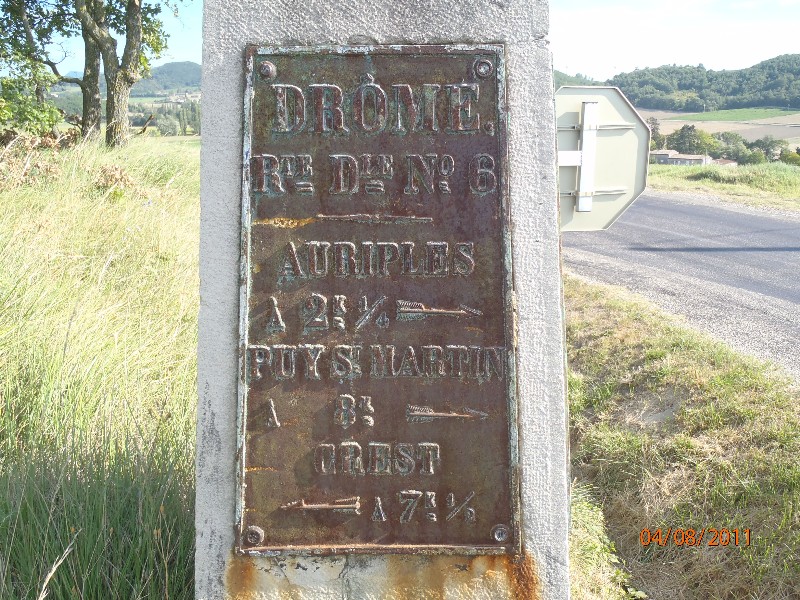 DRÔME.
RTE DLE NO 6
AURIPLES
A 2K 1/4
PUY ST MARTIN
A 8K
CREST
A 7K 1/2
04/08/2011